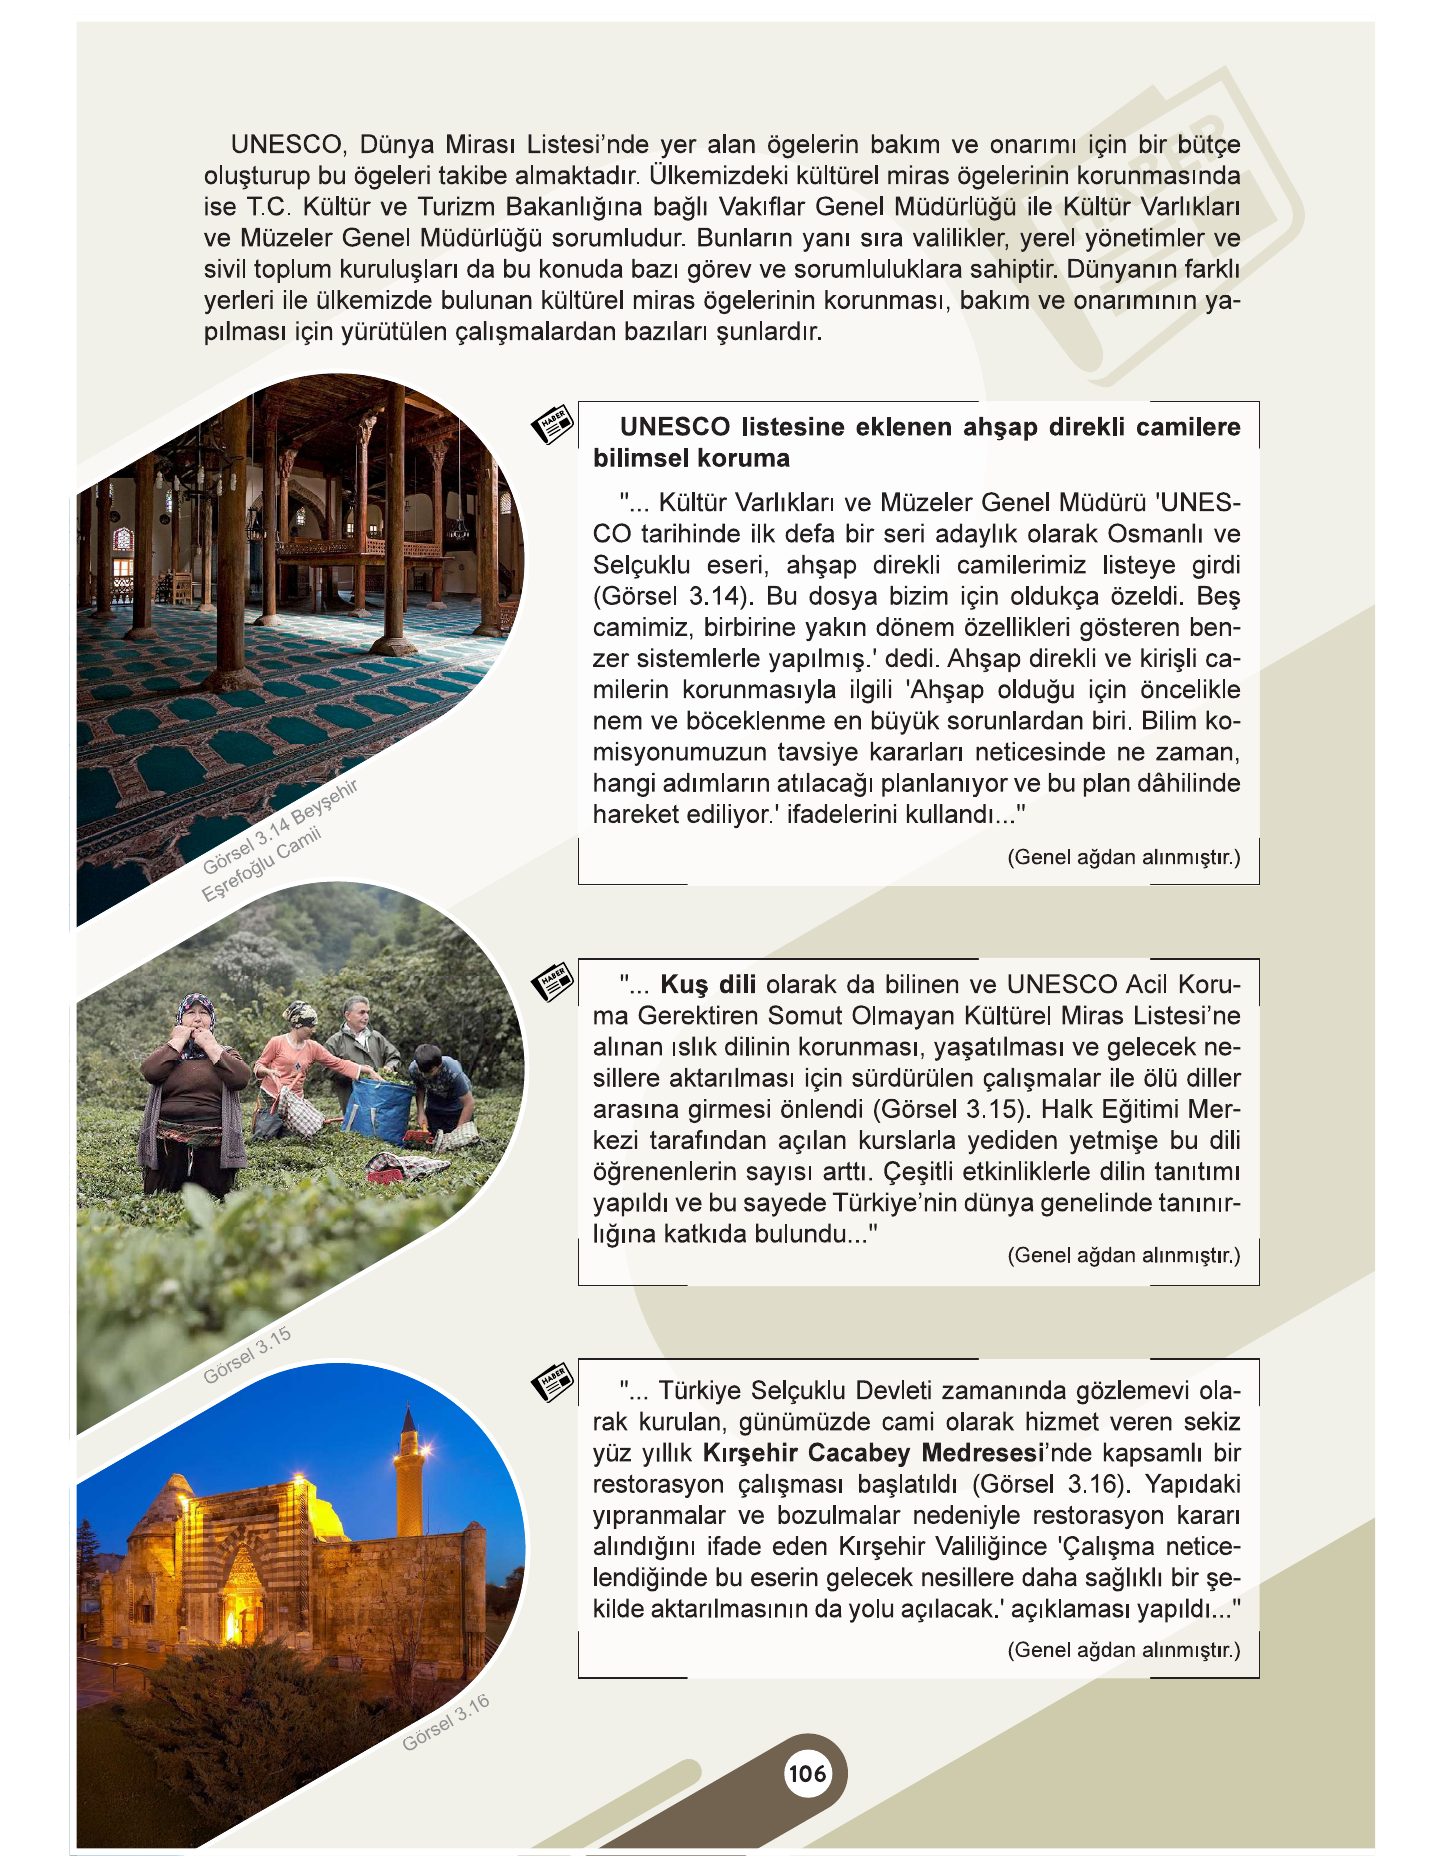 UNESCO, Dünya Mirası Listesi’nde yer alan ögelerin bakım ve onarımı için bir bütçe
oluşturup bu ögeleri takibe almaktadır. Ülkemizdeki kültürel miras ögelerinin korunmasında
ise T.C. Kültür ve Turizm Bakanlığına bağlı Vakıflar Genel Müdürlüğü ile Kültür Varlıkları
ve Müzeler Genel Müdürlüğü sorumludur. Bunların yanı sıra valilikler, yerel yönetimler ve
sivil toplum kuruluşları da bu konuda bazı görev ve sorumluluklara sahiptir. Dünyanın farklı
yerleri ile ülkemizde bulunan kültürel miras ögelerinin korunması, bakım ve onarımının ya-
pılması için yürütülen çalışmalardan bazıları şunlardır.
HABER
HABER
UNESCO listesine eklenen ahşap direkli camilere
bilimsel koruma
"... Kültür Varlıkları ve Müzeler Genel Müdürü 'UNES-
CO tarihinde ilk defa bir seri adaylık olarak Osmanlı ve
Selçuklu eseri, ahşap direkli camilerimiz listeye girdi
(Görsel 3.14). Bu dosya bizim için oldukça özeldi. Beş
camimiz, birbirine yakın dönem özellikleri gösteren ben-
zer sistemlerle yapılmış.' dedi. Ahşap direkli ve kirişli ca-
milerin korunmasıyla ilgili 'Ahşap olduğu için öncelikle
nem ve böceklenme en büyük sorunlardan biri. Bilim ko-
misyonumuzun tavsiye kararları neticesinde ne zaman,
hangi adımların atılacağı planlanıyor ve bu plan dâhilinde
hareket ediliyor.' ifadelerini kullandı..."
(Genel ağdan alınmıştır.)
Görsel 3.14 Beyşehir
Eşrefoğlu Camii
HABER
"... Kuş dili olarak da bilinen ve UNESCO Acil Koru-
ma Gerektiren Somut Olmayan Kültürel Miras Listesi’ne
alınan ıslık dilinin korunması, yaşatılması ve gelecek ne-
sillere aktarılması için sürdürülen çalışmalar ile ölü diller
arasına girmesi önlendi (Görsel 3.15). Halk Eğitimi Mer-
kezi tarafından açılan kurslarla yediden yetmişe bu dili
öğrenenlerin sayısı arttı. Çeşitli etkinliklerle dilin tanıtımı
yapıldı ve bu sayede Türkiye’nin dünya genelinde tanınır-
lığına katkıda bulundu..."
(Genel ağdan alınmıştır.)
Görsel 3.15
HABER
"... Türkiye Selçuklu Devleti zamanında gözlemevi ola-
rak kurulan, günümüzde cami olarak hizmet veren sekiz
yüz yıllık Kırşehir Cacabey Medresesi’nde kapsamlı bir
restorasyon çalışması başlatıldı (Görsel 3.16). Yapıdaki
yıpranmalar ve bozulmalar nedeniyle restorasyon kararı
alındığını ifade eden Kırşehir Valiliğince 'Çalışma netice-
lendiğinde bu eserin gelecek nesillere daha sağlıklı bir şe-
kilde aktarılmasının da yolu açılacak.' açıklaması yapıldı..."
(Genel ağdan alınmıştır.)
Görsel 3.16
106